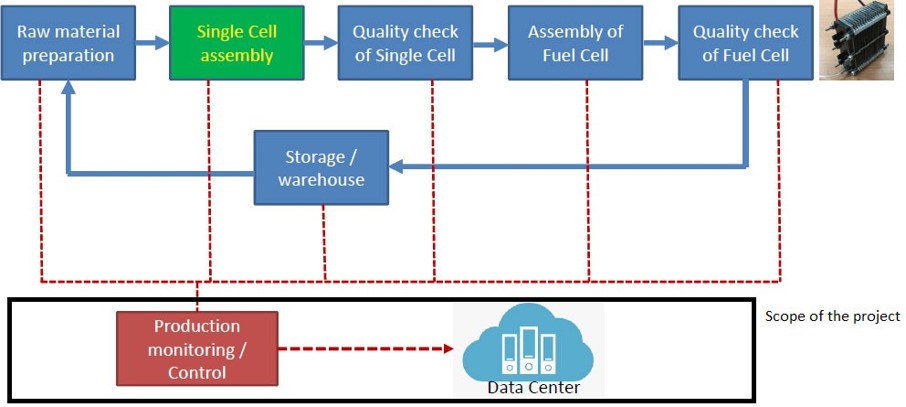 Raw material
preparation
Single Cell
assembly
Quality check
of Single Cell
Assembly of
Fuel Cell
Quality check
of Fuel Cell
Storage /
warehouse
Scope of the project
Production
monitoring /
Control
Data Center